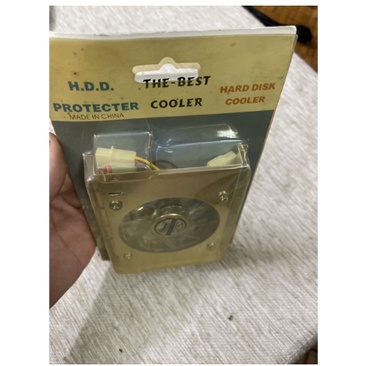 H.D.D.
PROTECTER
MADE IN CHINA
THE-BEST
COOLER
HARD DISK
COOLER